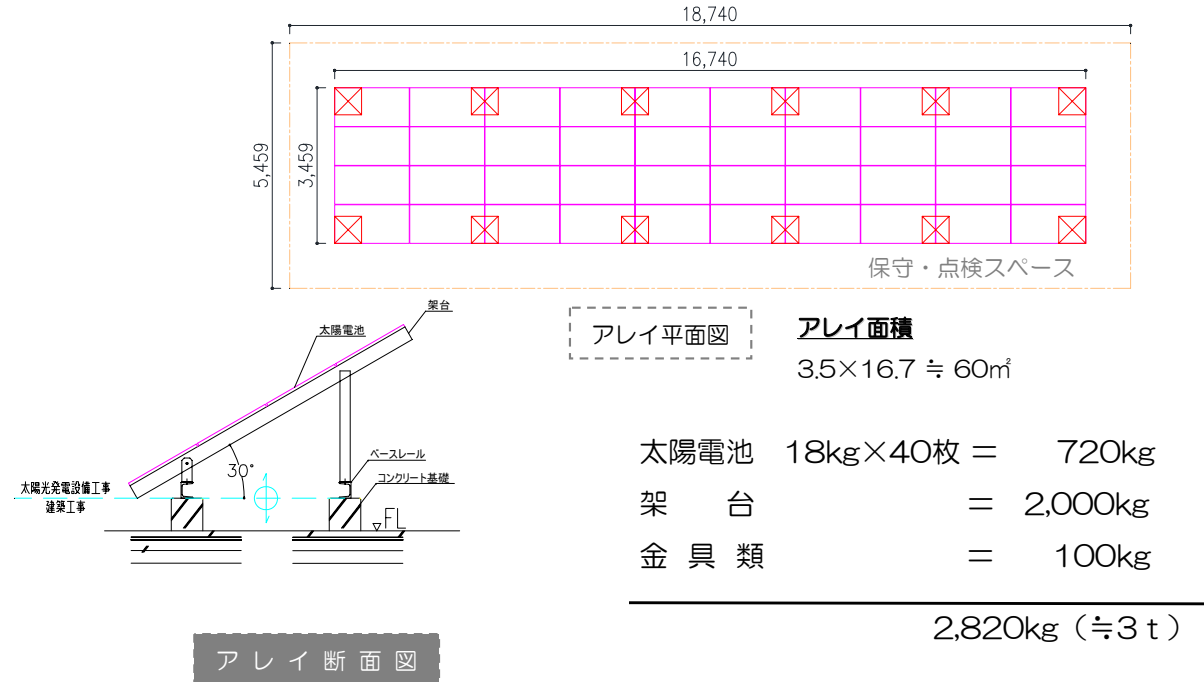 18,740
16,740
5,459
3,459
保守・点検スペース
架台
太陽電池
アレイ平面図
アレイ面積
3.5×16.7 ≒ 60㎡
30°
ベースレール
コンクリート基礎
太陽光発電設備工事
建築工事
FL
太陽電池 18kg×40枚 = 720kg
架 台 = 2,000kg
金 具 類 = 100kg
2,820kg（≒3ｔ）
アレイ断面図